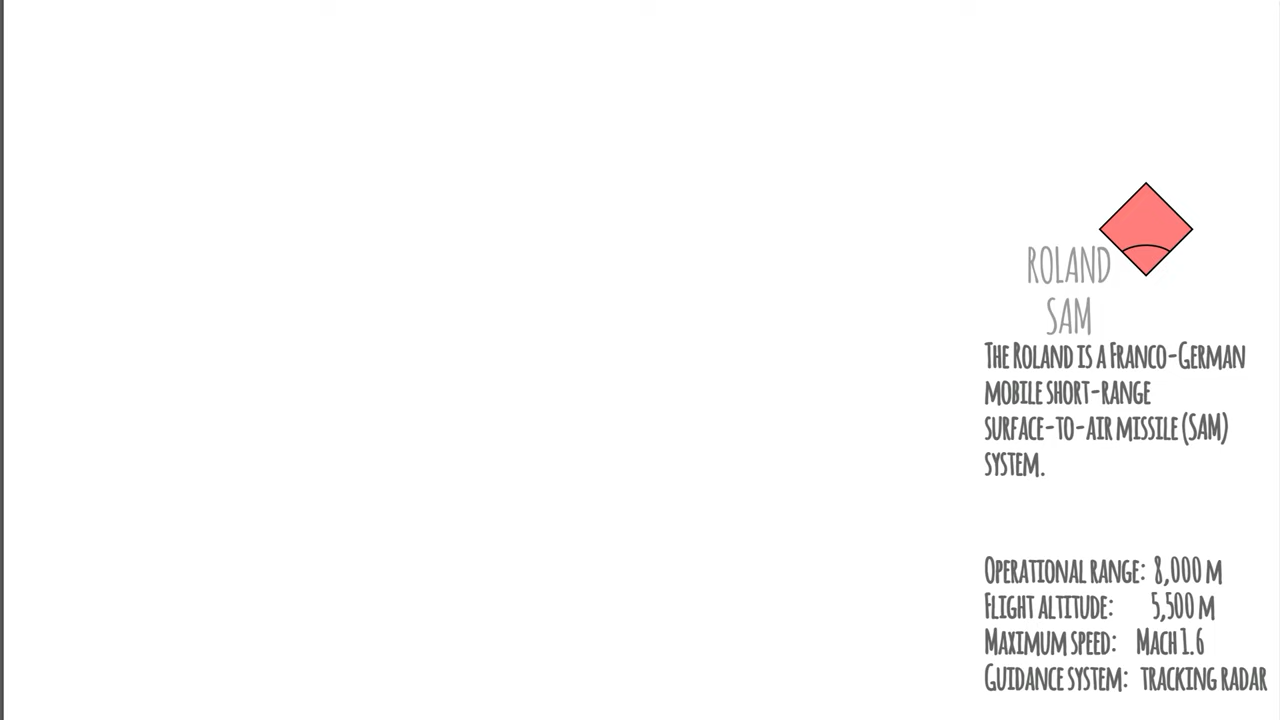 ROLAND
SAM
The Roland is a Franco-German
mobile short-range
surface-to-air missile (SAM)
system.
Operational range: 8,000 m
Flight altitude: 5,500 m
Maximum speed: Mach 1.6
Guidance system: tracking radar